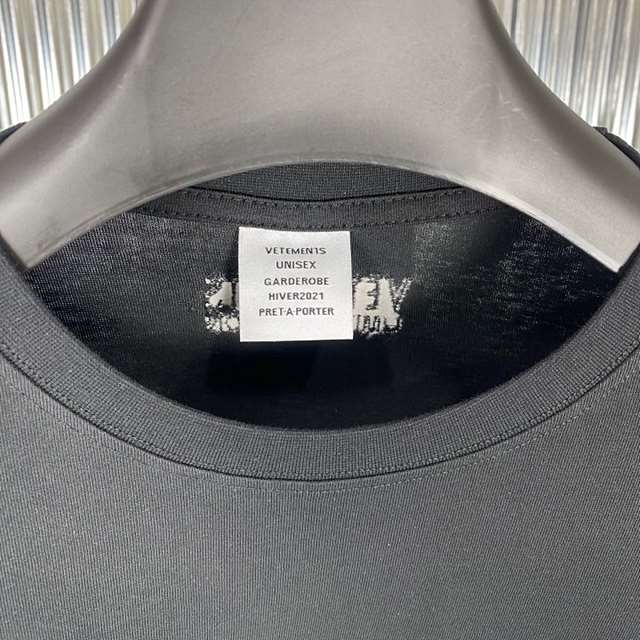 VETEMENTS
UNISEX
GARDEROBE
HIVER2021
PRET-A-PORTER